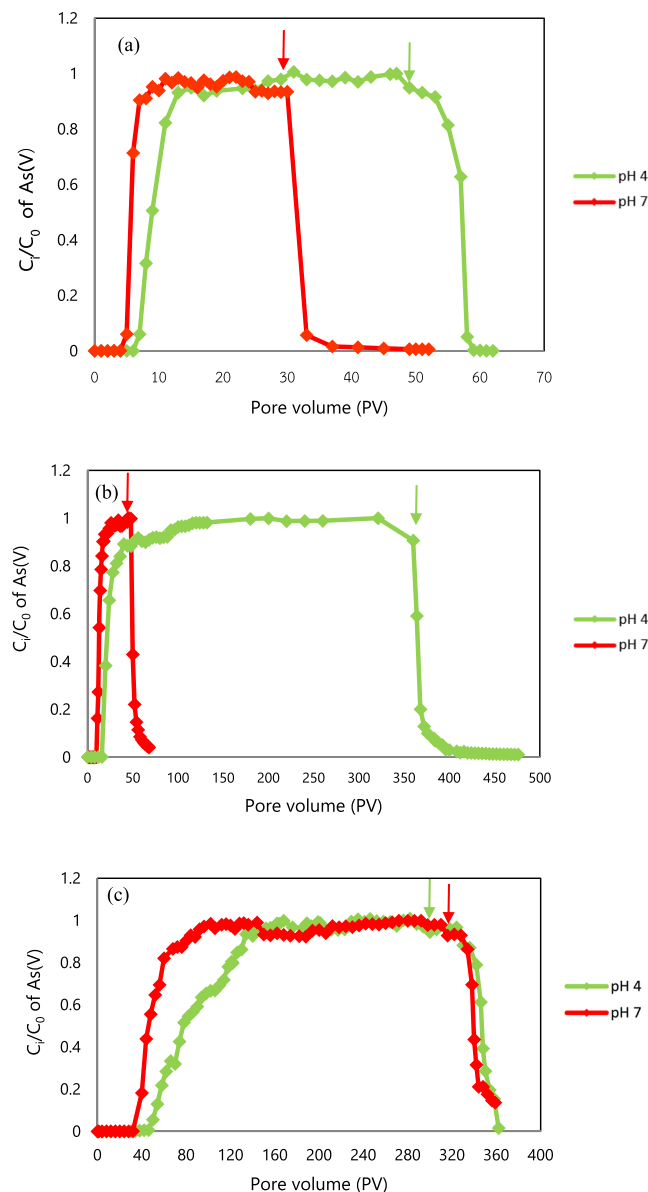 (a)
1.2
1
0.8
0.6
0.4
0.2
0
Ci/C0 of As(V)
0 10 20 30 40 50 60 70
Pore volume (PV)
pH 4
pH 7
(b)
1.2
1
0.8
0.6
0.4
0.2
0
Ci/C0 of As(V)
0 50 100 150 200 250 300 350 400 450 500
Pore volume (PV)
pH 4
pH 7
(c)
1.2
1
0.8
0.6
0.4
0.2
0
Ci/C0 of As(V)
0 40 80 120 160 200 240 280 320 360 400
Pore volume (PV)
pH 4
pH 7